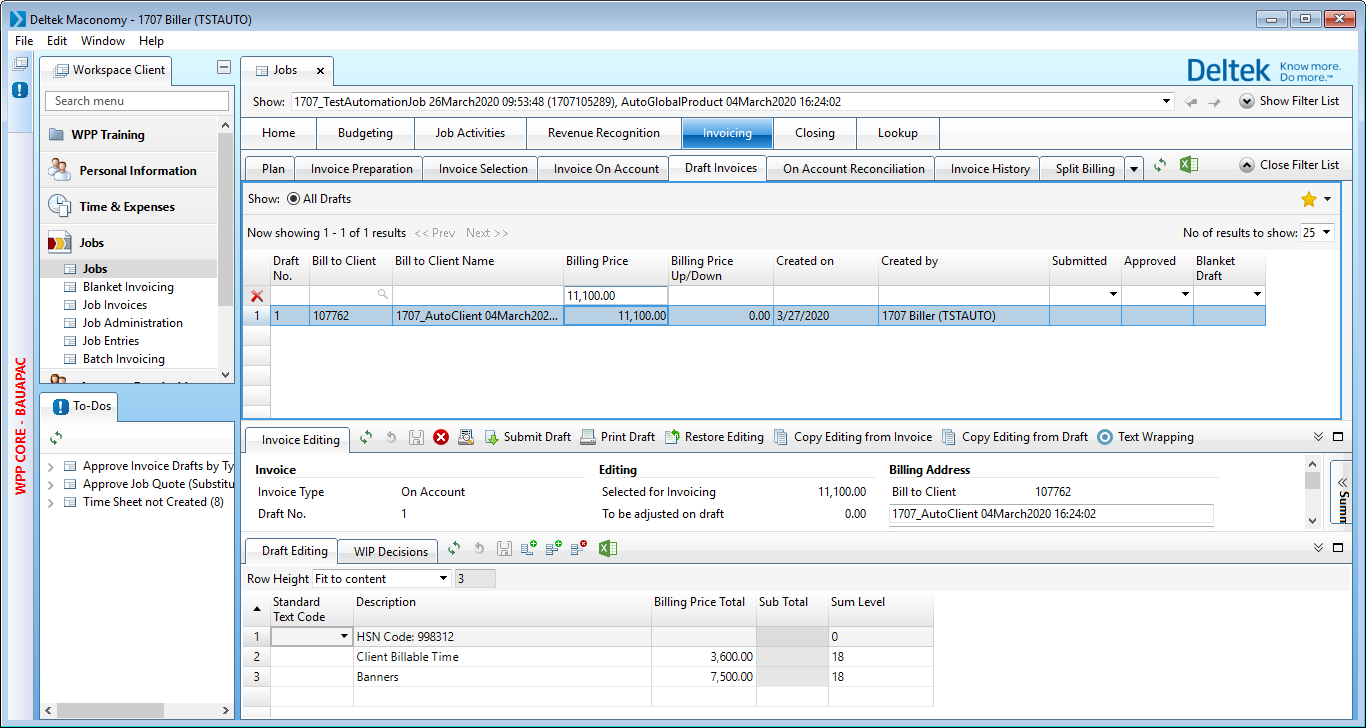 Deltek Maconomy - 1707 Biller (TSTAUTO)
File Edit Window Help
Workspace Client
Search menu
WPP Training
Personal Information
Time & Expenses
Jobs
Jobs
Blanket Invoicing
Job Invoices
Job Administration
Job Entries
Batch Invoicing
WPP CORE - BAUAPAC
To-Dos
Approve Invoice Drafts by Ty
Approve Job Quote (Substitu
Time Sheet not Created (8)
Jobs
Deltek Know more. Do more.™
Show: 1707_TestAutomationJob 26March2020 09:53:48 (1707105289), AutoGlobalProduct 04March2020 16:24:02
Show Filter List
Home Budgeting Job Activities Revenue Recognition Invoicing Closing Lookup
Plan Invoice Preparation Invoice Selection Invoice On Account Draft Invoices On Account Reconciliation Invoice History Split Billing Close Filter List
Show: All Drafts
Now showing 1 - 1 of 1 results << Prev Next >> No of results to show: 25
Draft No. Bill to Client Bill to Client Name Billing Price Billing Price Up/Down Created on Created by Submitted Approved Blanket Draft
11,100.00
1 1 107762 1707_AutoClient 04March202... 11,100.00 0.00 3/27/2020 1707 Biller (TSTAUTO)
Invoice Editing Submit Draft Print Draft Restore Editing Copy Editing from Invoice Copy Editing from Draft Text Wrapping
Invoice Editing Billing Address
Invoice Type On Account Selected for Invoicing 11,100.00 Bill to Client 107762
Draft No. 1 To be adjusted on draft 0.00 1707_AutoClient 04March2020 16:24:02
Summ
Draft Editing WIP Decisions
Row Height Fit to content 3
Standard Text Code Description Billing Price Total Sub Total Sum Level
1 HSN Code: 998312 0
2 Client Billable Time 3,600.00 18
3 Banners 7,500.00 18